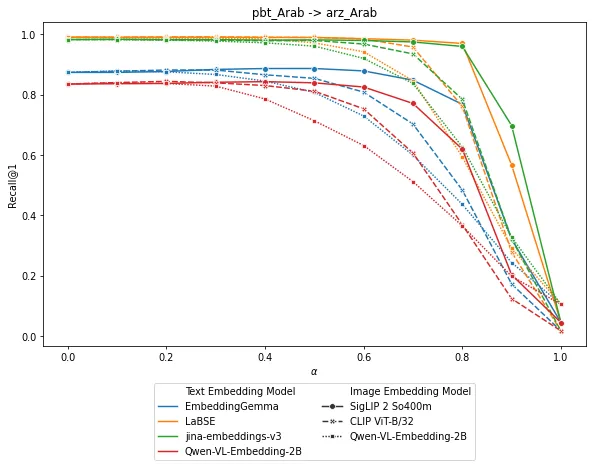 pbt_Arab -> arz_Arab
1.0
0.8
0.6
0.4
0.2
0.0
Recall@1
0.0 0.2 0.4 0.6 0.8 1.0
α
Text Embedding Model Image Embedding Model
EmbeddingGemma SigLIP 2 So400m
LaBSE CLIP ViT-B/32
jina-embeddings-v3 Qwen-VL-Embedding-2B
Qwen-VL-Embedding-2B